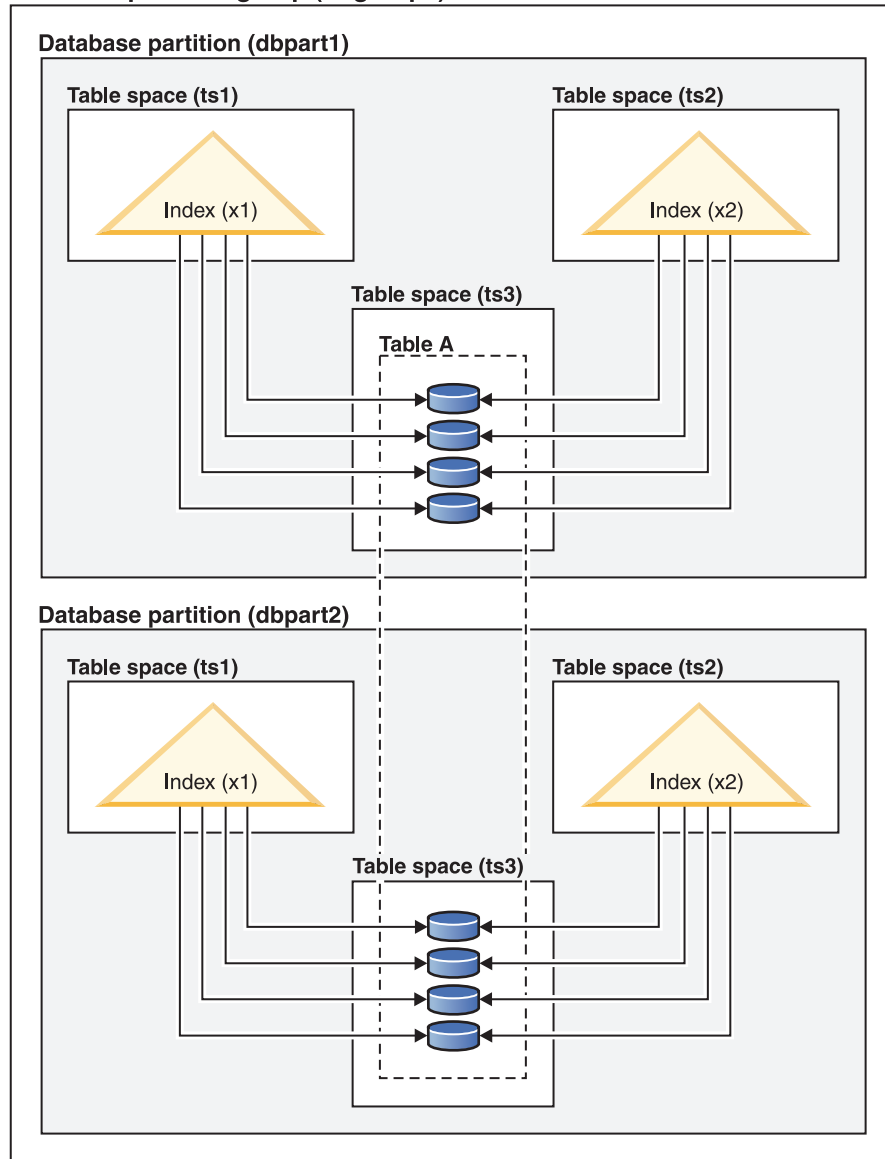 Database partition (dbpart1)
Table space (ts1)
Table space (ts2)
Index (x1)
Index (x2)
Table space (ts3)
Table A
Database partition (dbpart2)
Table space (ts1)
Table space (ts2)
Index (x1)
Index (x2)
Table space (ts3)